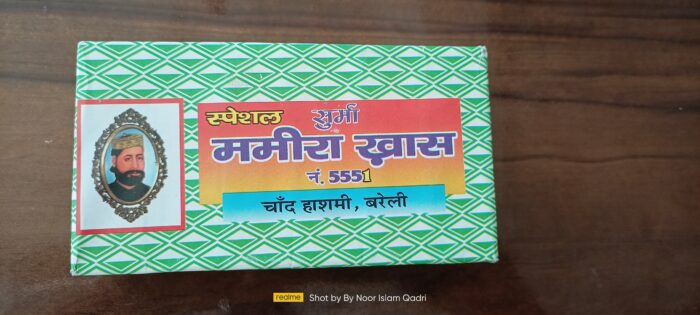 स्पेशल सुर्मा
ममीरा ख़ास
नं. 5551
चाँद हाशमी, बरेली
realme Shot by By Noor Islam Qadri